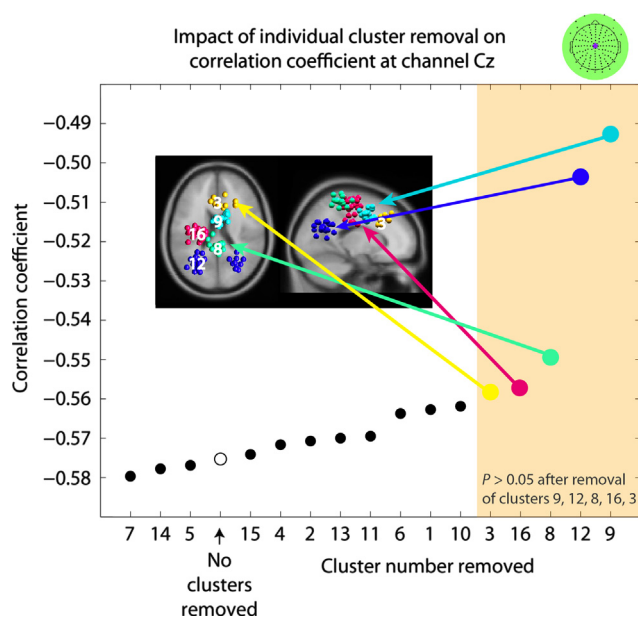 Impact of individual cluster removal on
correlation coefficient at channel Cz
Correlation coefficient
−0.49
−0.50
−0.51
−0.52
−0.53
−0.54
−0.55
−0.56
−0.57
−0.58
3
9
16
8
12
3
P > 0.05 after removal
of clusters 9, 12, 8, 16, 3
7 14 5 15 4 2 13 11 6 1 10 3 16 8 12 9
No
clusters
removed
Cluster number removed